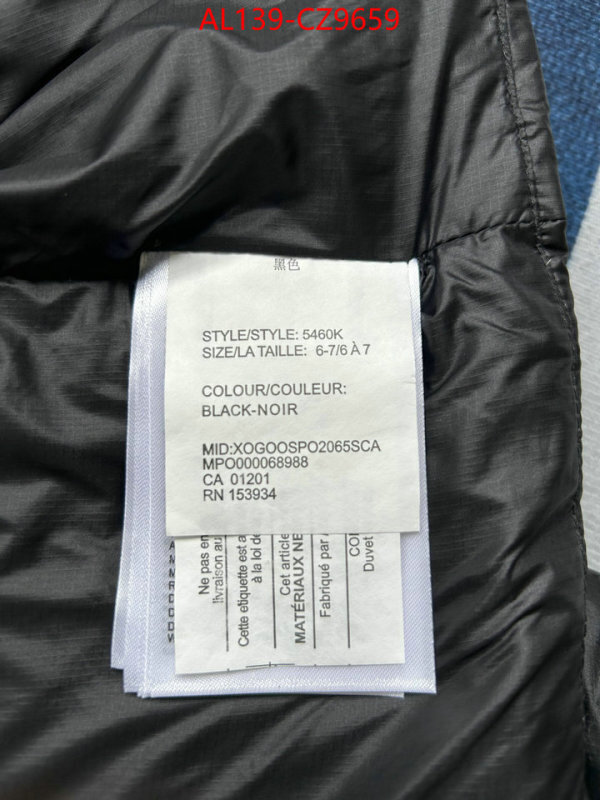 AL139-CZ9659
黑色
STYLE/STYLE: 5460K
SIZE/LA TAILLE: 6-7/6 À 7
COLOUR/COULEUR:
BLACK-NOIR
MID:XOGOOSPO2065SCA
MPO000068988
CA 01201
RN 153934
Ne pas en
livraison au
Cette etiquette est a
à la loi de
Cet article
MATÉRIAUX NE
Fabriqué par
Duvet